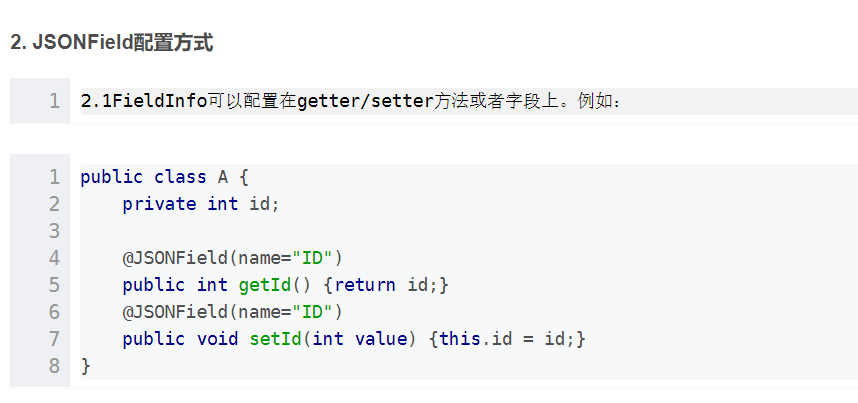 2. JSONField配置方式
1 2.1FieldInfo可以配置在getter/setter方法或者字段上。例如：
1 public class A {
2     private int id;
3
4     @JSONField(name="ID")
5     public int getId() {return id;}
6     @JSONField(name="ID")
7     public void setId(int value) {this.id = id;}
8 }